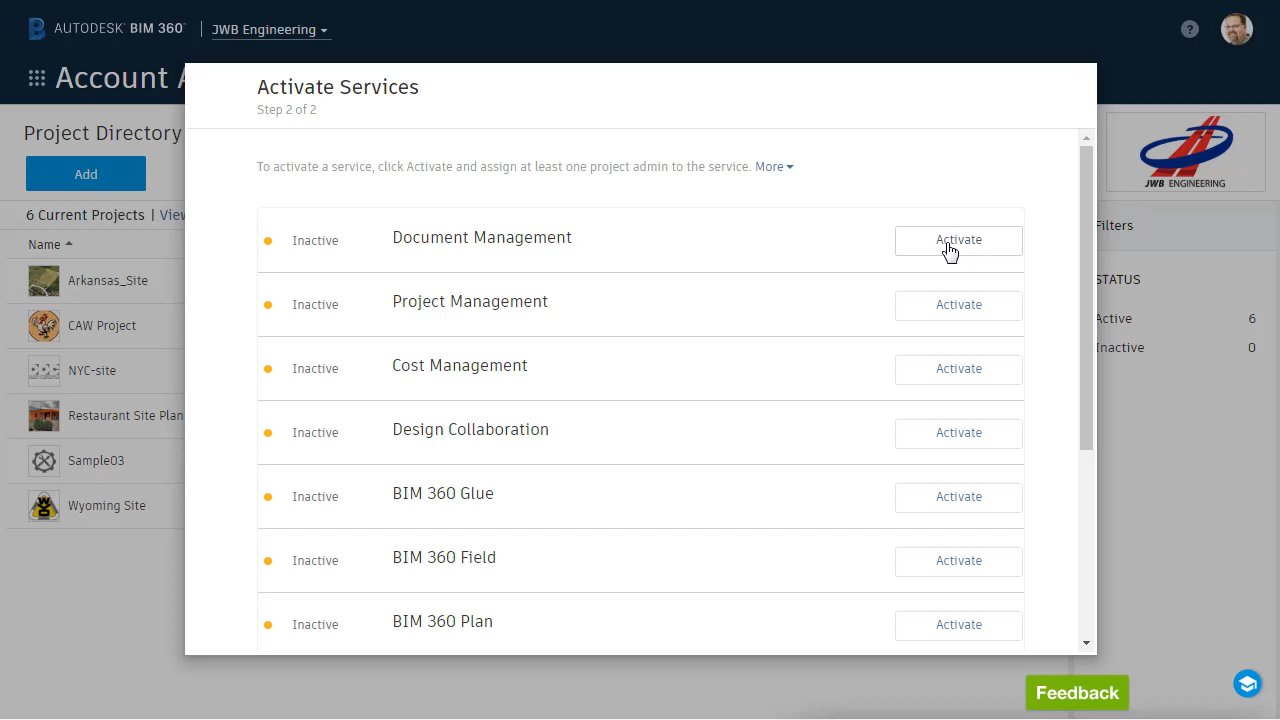 AUTODESK® BIM 360™ JWB Engineering
?
Account A
Activate Services
Step 2 of 2
Project Directory
Add
6 Current Projects | View
Name
Arkansas_Site
CAW Project
NYC-site
Restaurant Site Plan
Sample03
Wyoming Site
To activate a service, click Activate and assign at least one project admin to the service. More
Inactive Document Management Activate
Inactive Project Management Activate
Inactive Cost Management Activate
Inactive Design Collaboration Activate
Inactive BIM 360 Glue Activate
Inactive BIM 360 Field Activate
Inactive BIM 360 Plan Activate
JWB ENGINEERING
Filters
STATUS
Active 6
Inactive 0
Feedback